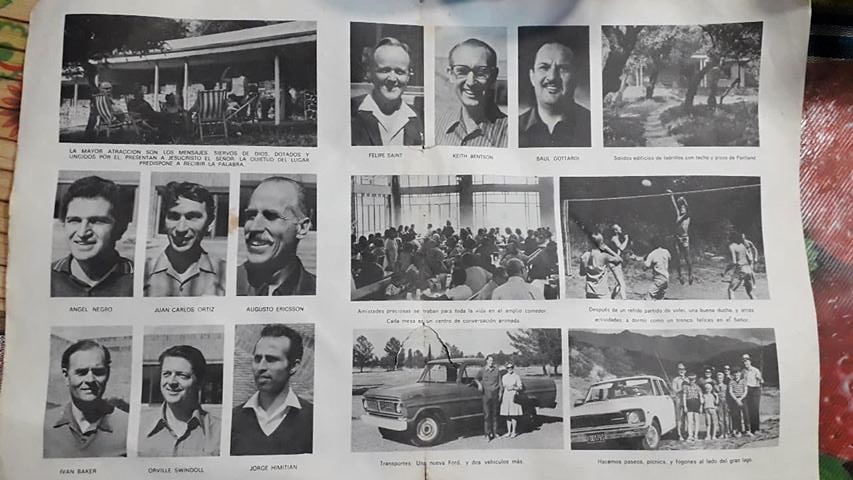 LA MAYOR ATRACCION SON LOS MENSAJES. SIERVOS DE DIOS, DOTADOS Y
UNGIDOS POR EL, PRESENTAN A JESUCRISTO EL SEÑOR. LA QUIETUD DEL LUGAR
PREDISPONE A RECIBIR LA PALABRA.
ANGEL NEGRO
JUAN CARLOS ORTIZ
AUGUSTO ERICSSON
IVAN BAKER
ORVILLE SWINDOLL
JORGE HIMITIAN
FELIPE SAINT
KEITH BENTSON
SAUL GOTTARDI
Sólidos edificios de ladrillos con techo y pisos de Portland
Amistades preciosas se traban para toda la vida en el amplio comedor.
Cada mesa es un centro de conversación animada.
Después de un reñido partido de volei, una buena ducha, y otras
actividades a dormir como un tronco, felices en el Señor.
Transportes: Una nueva Ford, y dos vehículos más.
Hacemos paseos, picnics, y fogones al lado del gran lago.